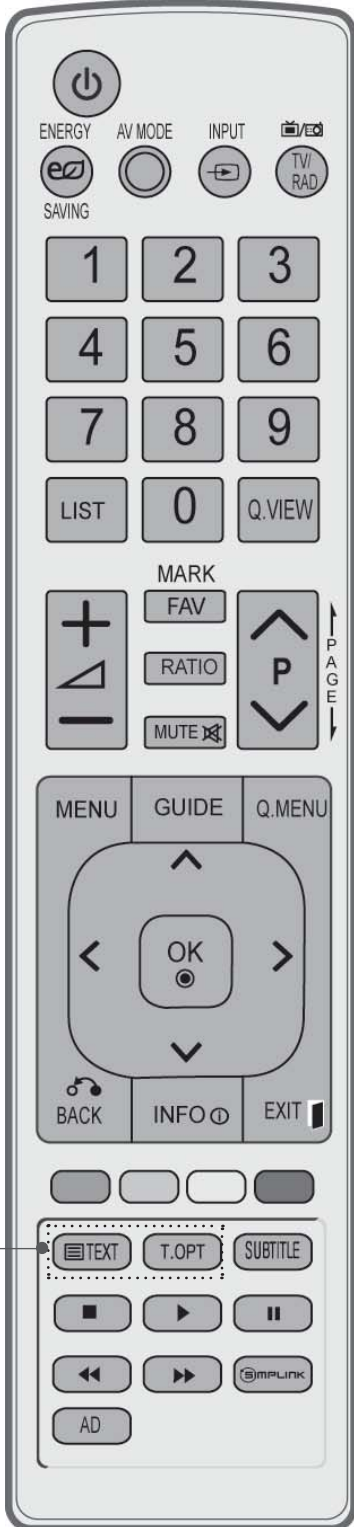 ENERGY AV MODE INPUT
TV/
RAD
SAVING
1 2 3
4 5 6
7 8 9
LIST 0 Q.VIEW
MARK
FAV
RATIO
P
PAGE
MUTE
MENU GUIDE Q.MENU
OK
BACK INFO EXIT
TEXT T.OPT SUBTITLE
SIMPLINK
AD